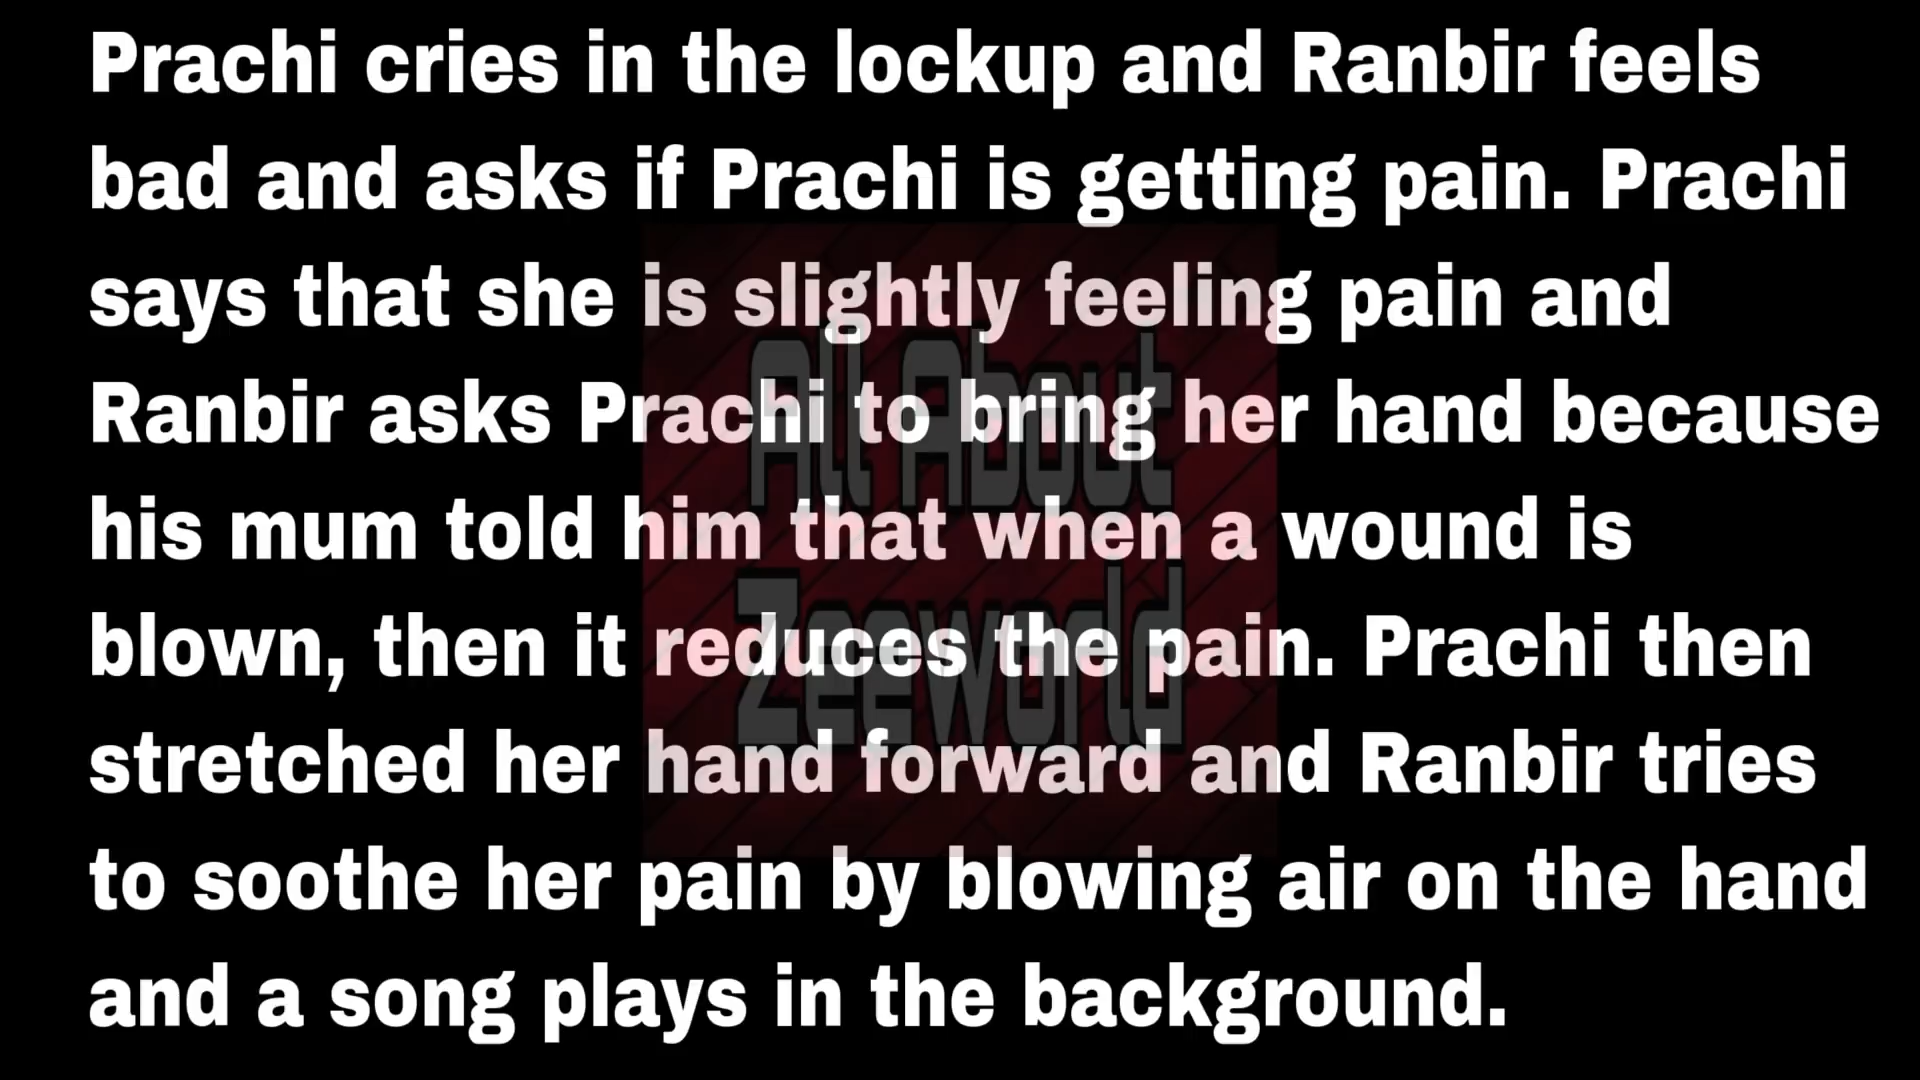 Prachi cries in the lockup and Ranbir feels
bad and asks if Prachi is getting pain. Prachi
says that she is slightly feeling pain and
Ranbir asks Prachi to bring her hand because
his mum told him that when a wound is
blown, then it reduces the pain. Prachi then
stretched her hand forward and Ranbir tries
to soothe her pain by blowing air on the hand
and a song plays in the background.
All About
Zeeworld